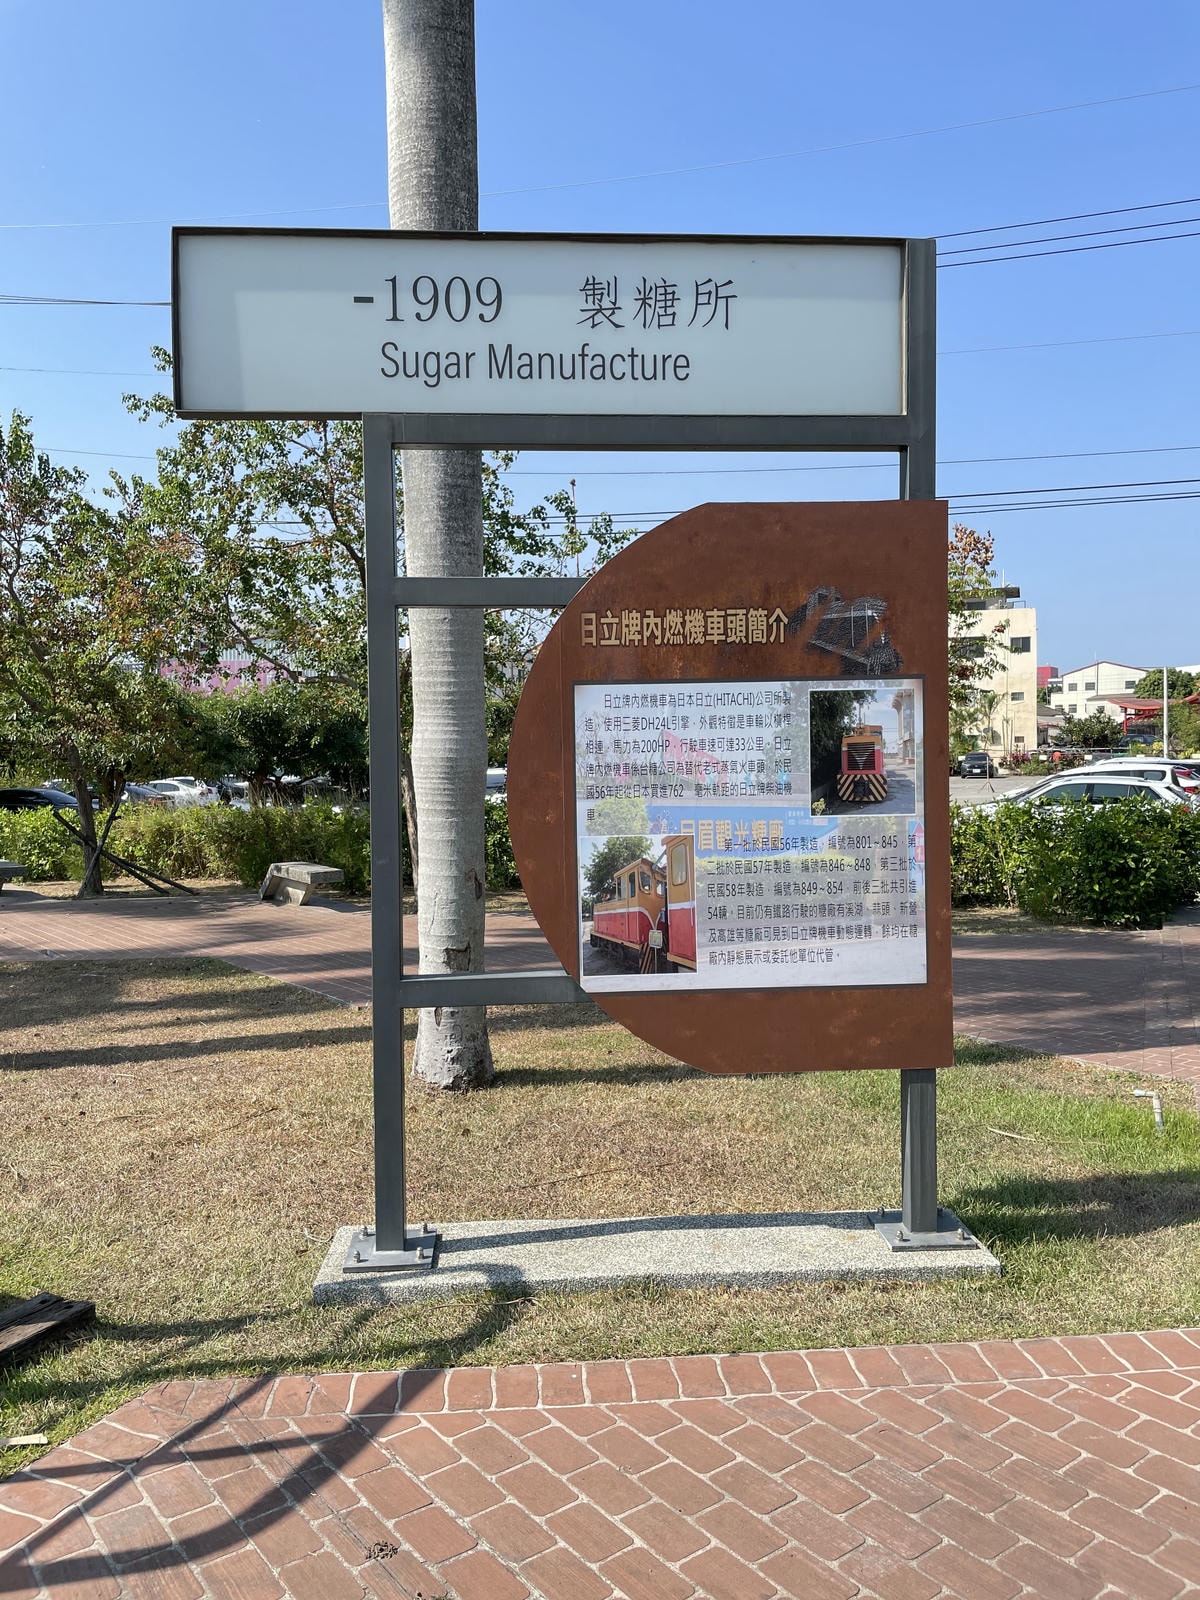 -1909 製糖所
Sugar Manufacture
日立牌內燃機車頭簡介
日立牌內燃機車為日本日立(HITACHI)公司所製
造，使用三菱DH24L引擎，外觀特徵是車輪以橫桿
相連，馬力為200HP，行駛車速可達33公里，日立
牌內燃機車係台糖公司為替代老式蒸氣火車頭，於民
國56年起從日本買進762 毫米軌距的日立牌柴油機
車。
月眉觀光糖廠
第一批於民國56年製造，編號為801~845，第
二批於民國57年製造，編號為846~848，第三批於
民國58年製造，編號為849~854，前後三批共引進
54輛，目前仍有鐵路行駛的糖廠有溪湖、蒜頭、新營
及高雄等糖廠可見到日立牌機車動態運轉，餘均在糖
廠內靜態展示或委託他單位代管。